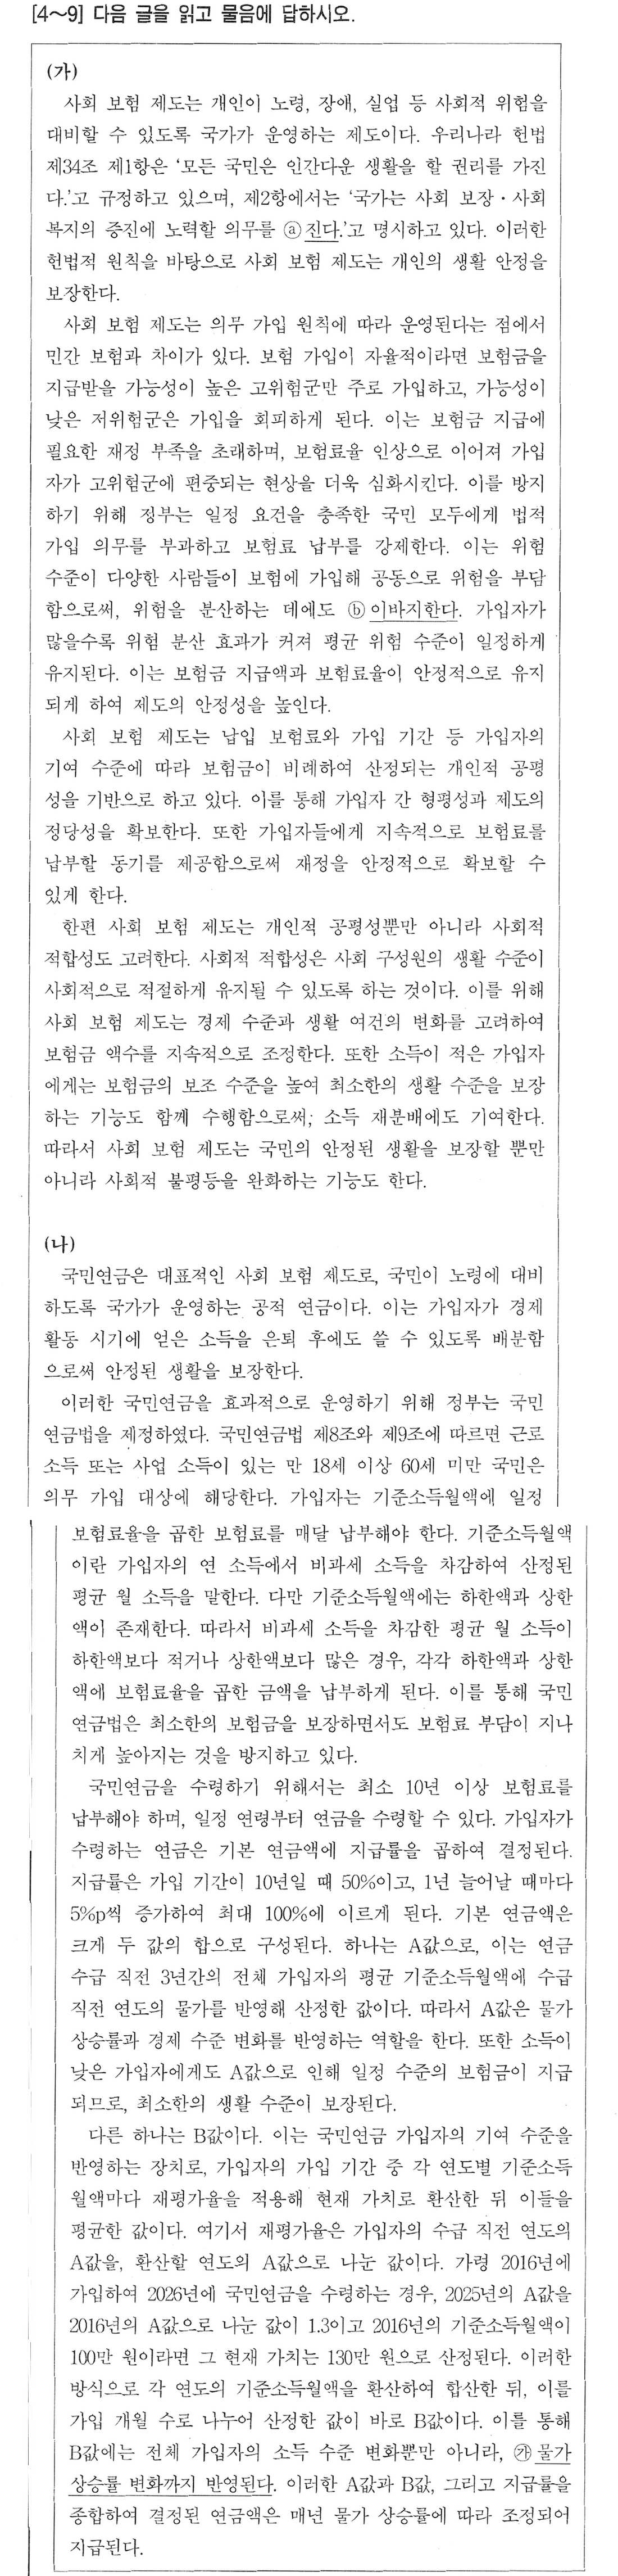 [4～9] 다음 글을 읽고 물음에 답하시오.
(가)
사회 보험 제도는 개인이 노령, 장애, 실업 등 사회적 위험을
대비할 수 있도록 국가가 운영하는 제도이다. 우리나라 헌법
제34조 제1항은 ‘모든 국민은 인간다운 생활을 할 권리를 가진
다.’고 규정하고 있으며, 제2항에서는 ‘국가는 사회 보장·사회
복지의 증진에 노력할 의무를 ⓐ진다.’고 명시하고 있다. 이러한
헌법적 원칙을 바탕으로 사회 보험 제도는 개인의 생활 안정을
보장한다.
사회 보험 제도는 의무 가입 원칙에 따라 운영된다는 점에서
민간 보험과 차이가 있다. 보험 가입이 자율적이라면 보험금을
지급받을 가능성이 높은 고위험군만 주로 가입하고, 가능성이
낮은 저위험군은 가입을 회피하게 된다. 이는 보험금 지급에
필요한 재정 부족을 초래하며, 보험료율 인상으로 이어져 가입
자가 고위험군에 편중되는 현상을 더욱 심화시킨다. 이를 방지
하기 위해 정부는 일정 요건을 충족한 국민 모두에게 법적
가입 의무를 부과하고 보험료 납부를 강제한다. 이는 위험
수준이 다양한 사람들이 보험에 가입해 공동으로 위험을 부담
함으로써, 위험을 분산하는 데에도 ⓑ이바지한다. 가입자가
많을수록 위험 분산 효과가 커져 평균 위험 수준이 일정하게
유지된다. 이는 보험금 지급액과 보험료율이 안정적으로 유지
되게 하여 제도의 안정성을 높인다.
사회 보험 제도는 납입 보험료와 가입 기간 등 가입자의
기여 수준에 따라 보험금이 비례하여 산정되는 개인적 공평
성을 기반으로 하고 있다. 이를 통해 가입자 간 형평성과 제도의
정당성을 확보한다. 또한 가입자들에게 지속적으로 보험료를
납부할 동기를 제공함으로써 재정을 안정적으로 확보할 수
있게 한다.
한편 사회 보험 제도는 개인적 공평성뿐만 아니라 사회적
적합성도 고려한다. 사회적 적합성은 사회 구성원의 생활 수준이
사회적으로 적절하게 유지될 수 있도록 하는 것이다. 이를 위해
사회 보험 제도는 경제 수준과 생활 여건의 변화를 고려하여
보험금 액수를 지속적으로 조정한다. 또한 소득이 적은 가입자
에게는 보험금의 보조 수준을 높여 최소한의 생활 수준을 보장
하는 기능도 함께 수행함으로써, 소득 재분배에도 기여한다.
따라서 사회 보험 제도는 국민의 안정된 생활을 보장할 뿐만
아니라 사회적 불평등을 완화하는 기능도 한다.
(나)
국민연금은 대표적인 사회 보험 제도로, 국민이 노령에 대비
하도록 국가가 운영하는 공적 연금이다. 이는 가입자가 경제
활동 시기에 얻은 소득을 은퇴 후에도 쓸 수 있도록 배분함
으로써 안정된 생활을 보장한다.
이러한 국민연금을 효과적으로 운영하기 위해 정부는 국민
연금법을 제정하였다. 국민연금법 제8조와 제9조에 따르면 근로
소득 또는 사업 소득이 있는 만 18세 이상 60세 미만 국민은
의무 가입 대상에 해당한다. 가입자는 기준소득월액에 일정
보험료율을 곱한 보험료를 매달 납부해야 한다. 기준소득월액
이란 가입자의 연 소득에서 비과세 소득을 차감하여 산정된
평균 월 소득을 말한다. 다만 기준소득월액에는 하한액과 상한
액이 존재한다. 따라서 비과세 소득을 차감한 평균 월 소득이
하한액보다 적거나 상한액보다 많은 경우, 각각 하한액과 상한
액에 보험료율을 곱한 금액을 납부하게 된다. 이를 통해 국민
연금법은 최소한의 보험금을 보장하면서도 보험료 부담이 지나
치게 높아지는 것을 방지하고 있다.
국민연금을 수령하기 위해서는 최소 10년 이상 보험료를
납부해야 하며, 일정 연령부터 연금을 수령할 수 있다. 가입자가
수령하는 연금은 기본 연금액에 지급률을 곱하여 결정된다.
지급률은 가입 기간이 10년일 때 50%이고, 1년 늘어날 때마다
5%p씩 증가하여 최대 100%에 이르게 된다. 기본 연금액은
크게 두 값의 합으로 구성된다. 하나는 A값으로, 이는 연금
수급 직전 3년간의 전체 가입자의 평균 기준소득월액에 수급
직전 연도의 물가를 반영해 산정한 값이다. 따라서 A값은 물가
상승률과 경제 수준 변화를 반영하는 역할을 한다. 또한 소득이
낮은 가입자에게도 A값으로 인해 일정 수준의 보험금이 지급
되므로, 최소한의 생활 수준이 보장된다.
다른 하나는 B값이다. 이는 국민연금 가입자의 기여 수준을
반영하는 장치로, 가입자의 가입 기간 중 각 연도별 기준소득
월액마다 재평가율을 적용해 현재 가치로 환산한 뒤 이들을
평균한 값이다. 여기서 재평가율은 가입자의 수급 직전 연도의
A값을, 환산할 연도의 A값으로 나눈 값이다. 가령 2016년에
가입하여 2026년에 국민연금을 수령하는 경우, 2025년의 A값을
2016년의 A값으로 나눈 값이 1.3이고 2016년의 기준소득월액이
100만 원이라면 그 현재 가치는 130만 원으로 산정된다. 이러한
방식으로 각 연도의 기준소득월액을 환산하여 합산한 뒤, 이를
가입 개월 수로 나누어 산정한 값이 바로 B값이다. 이를 통해
B값에는 전체 가입자의 소득 수준 변화뿐만 아니라, ㉮물가
상승률 변화까지 반영된다. 이러한 A값과 B값, 그리고 지급률을
종합하여 결정된 연금액은 매년 물가 상승률에 따라 조정되어
지급된다.